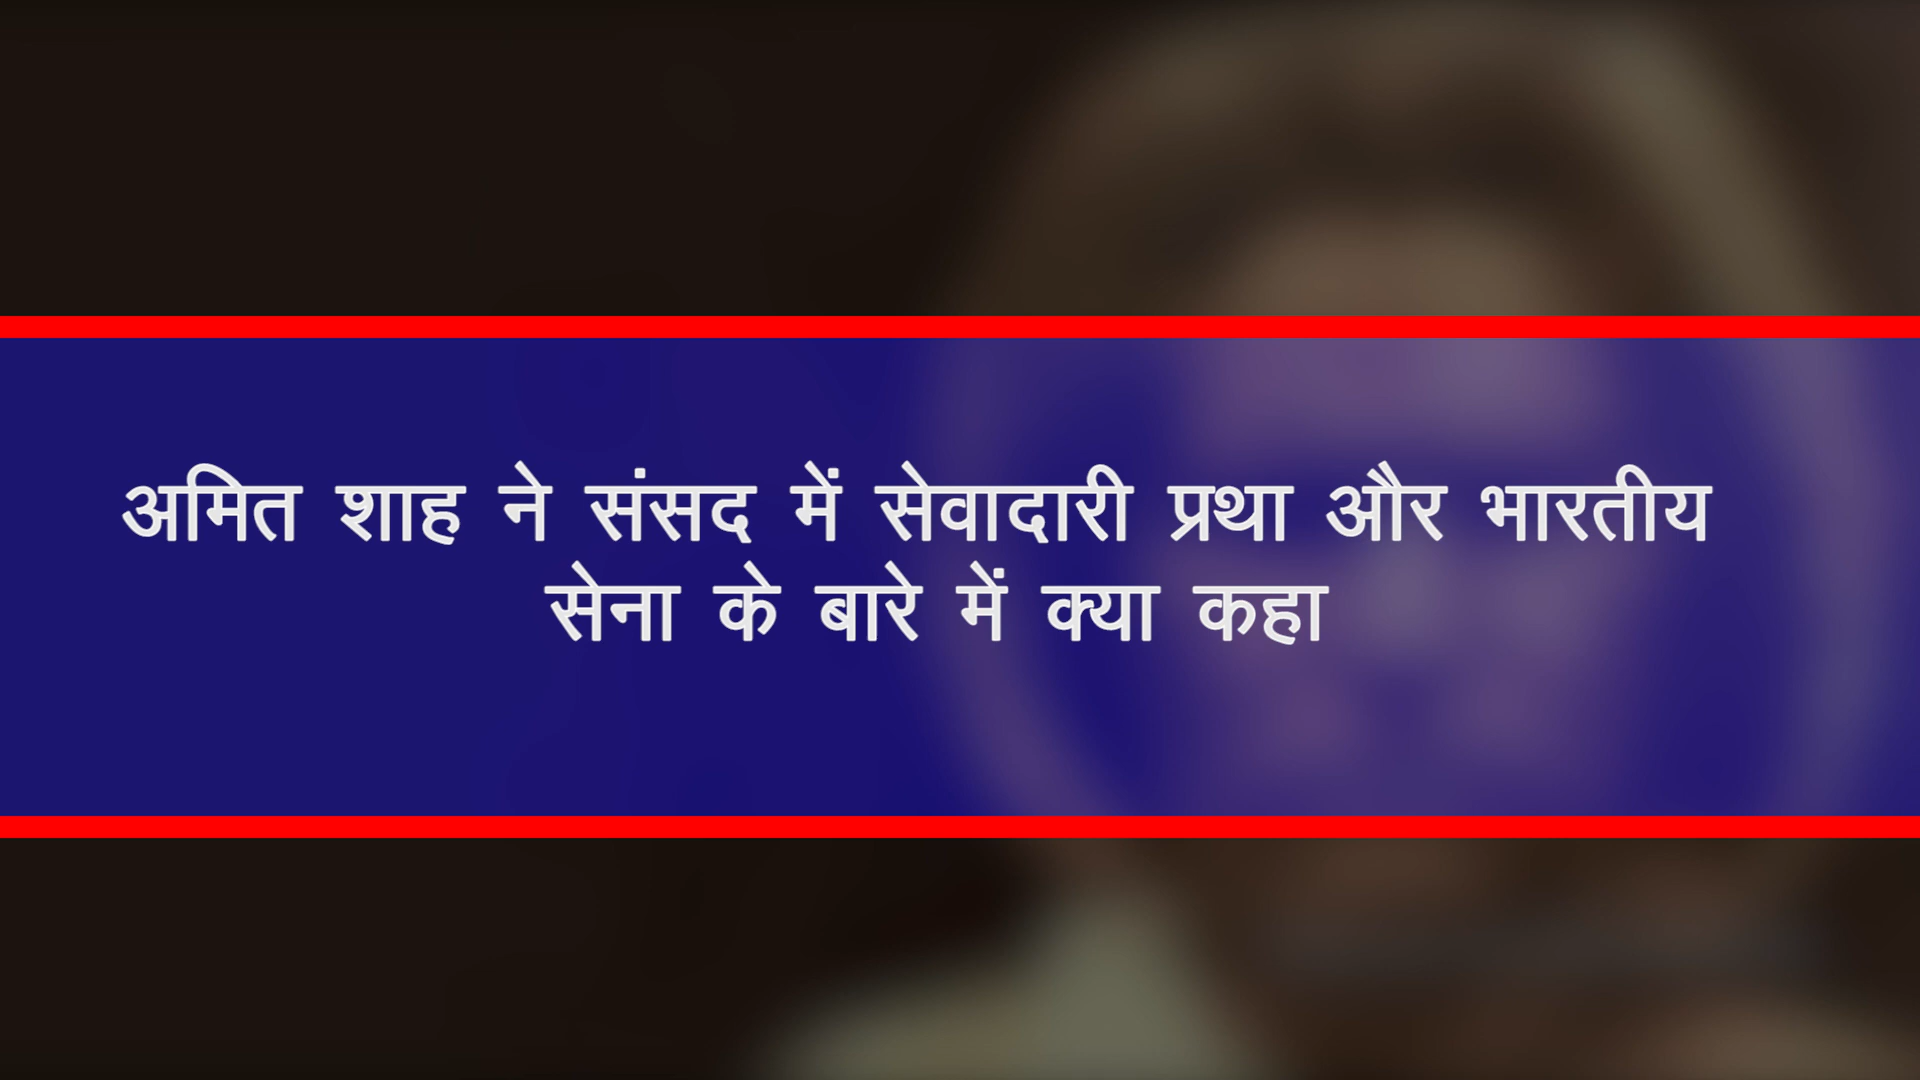 अमित शाह ने संसद में सेवादारी प्रथा और भारतीय
सेना के बारे में क्या कहा